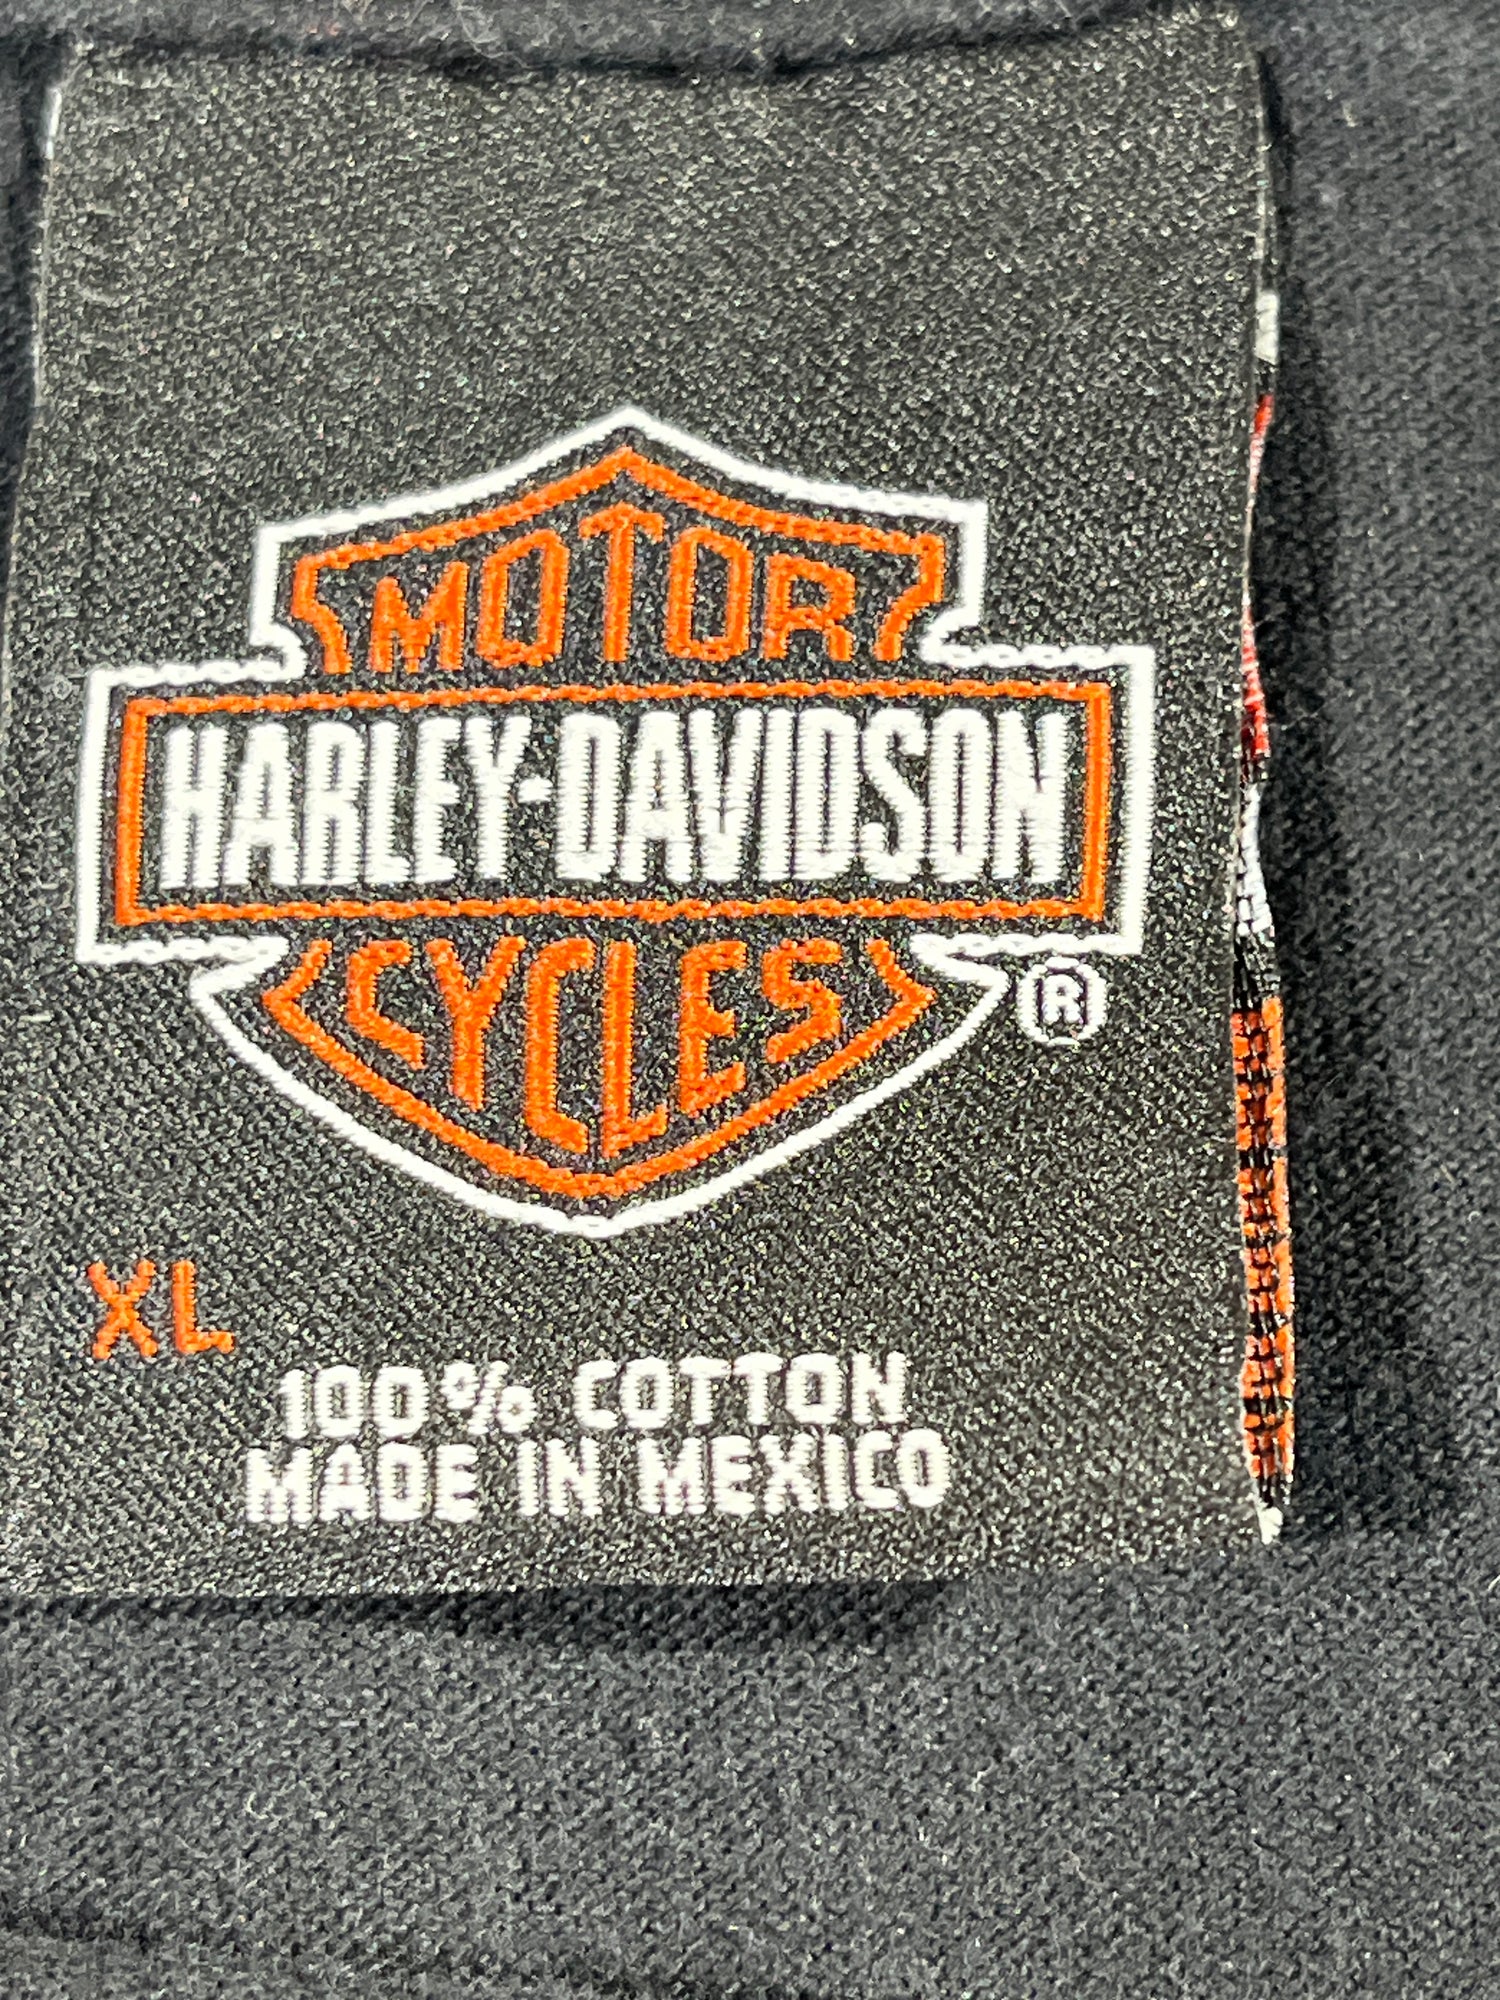 MOTOR
HARLEY-DAVIDSON
CYCLES
®
XL
100% COTTON
MADE IN MEXICO